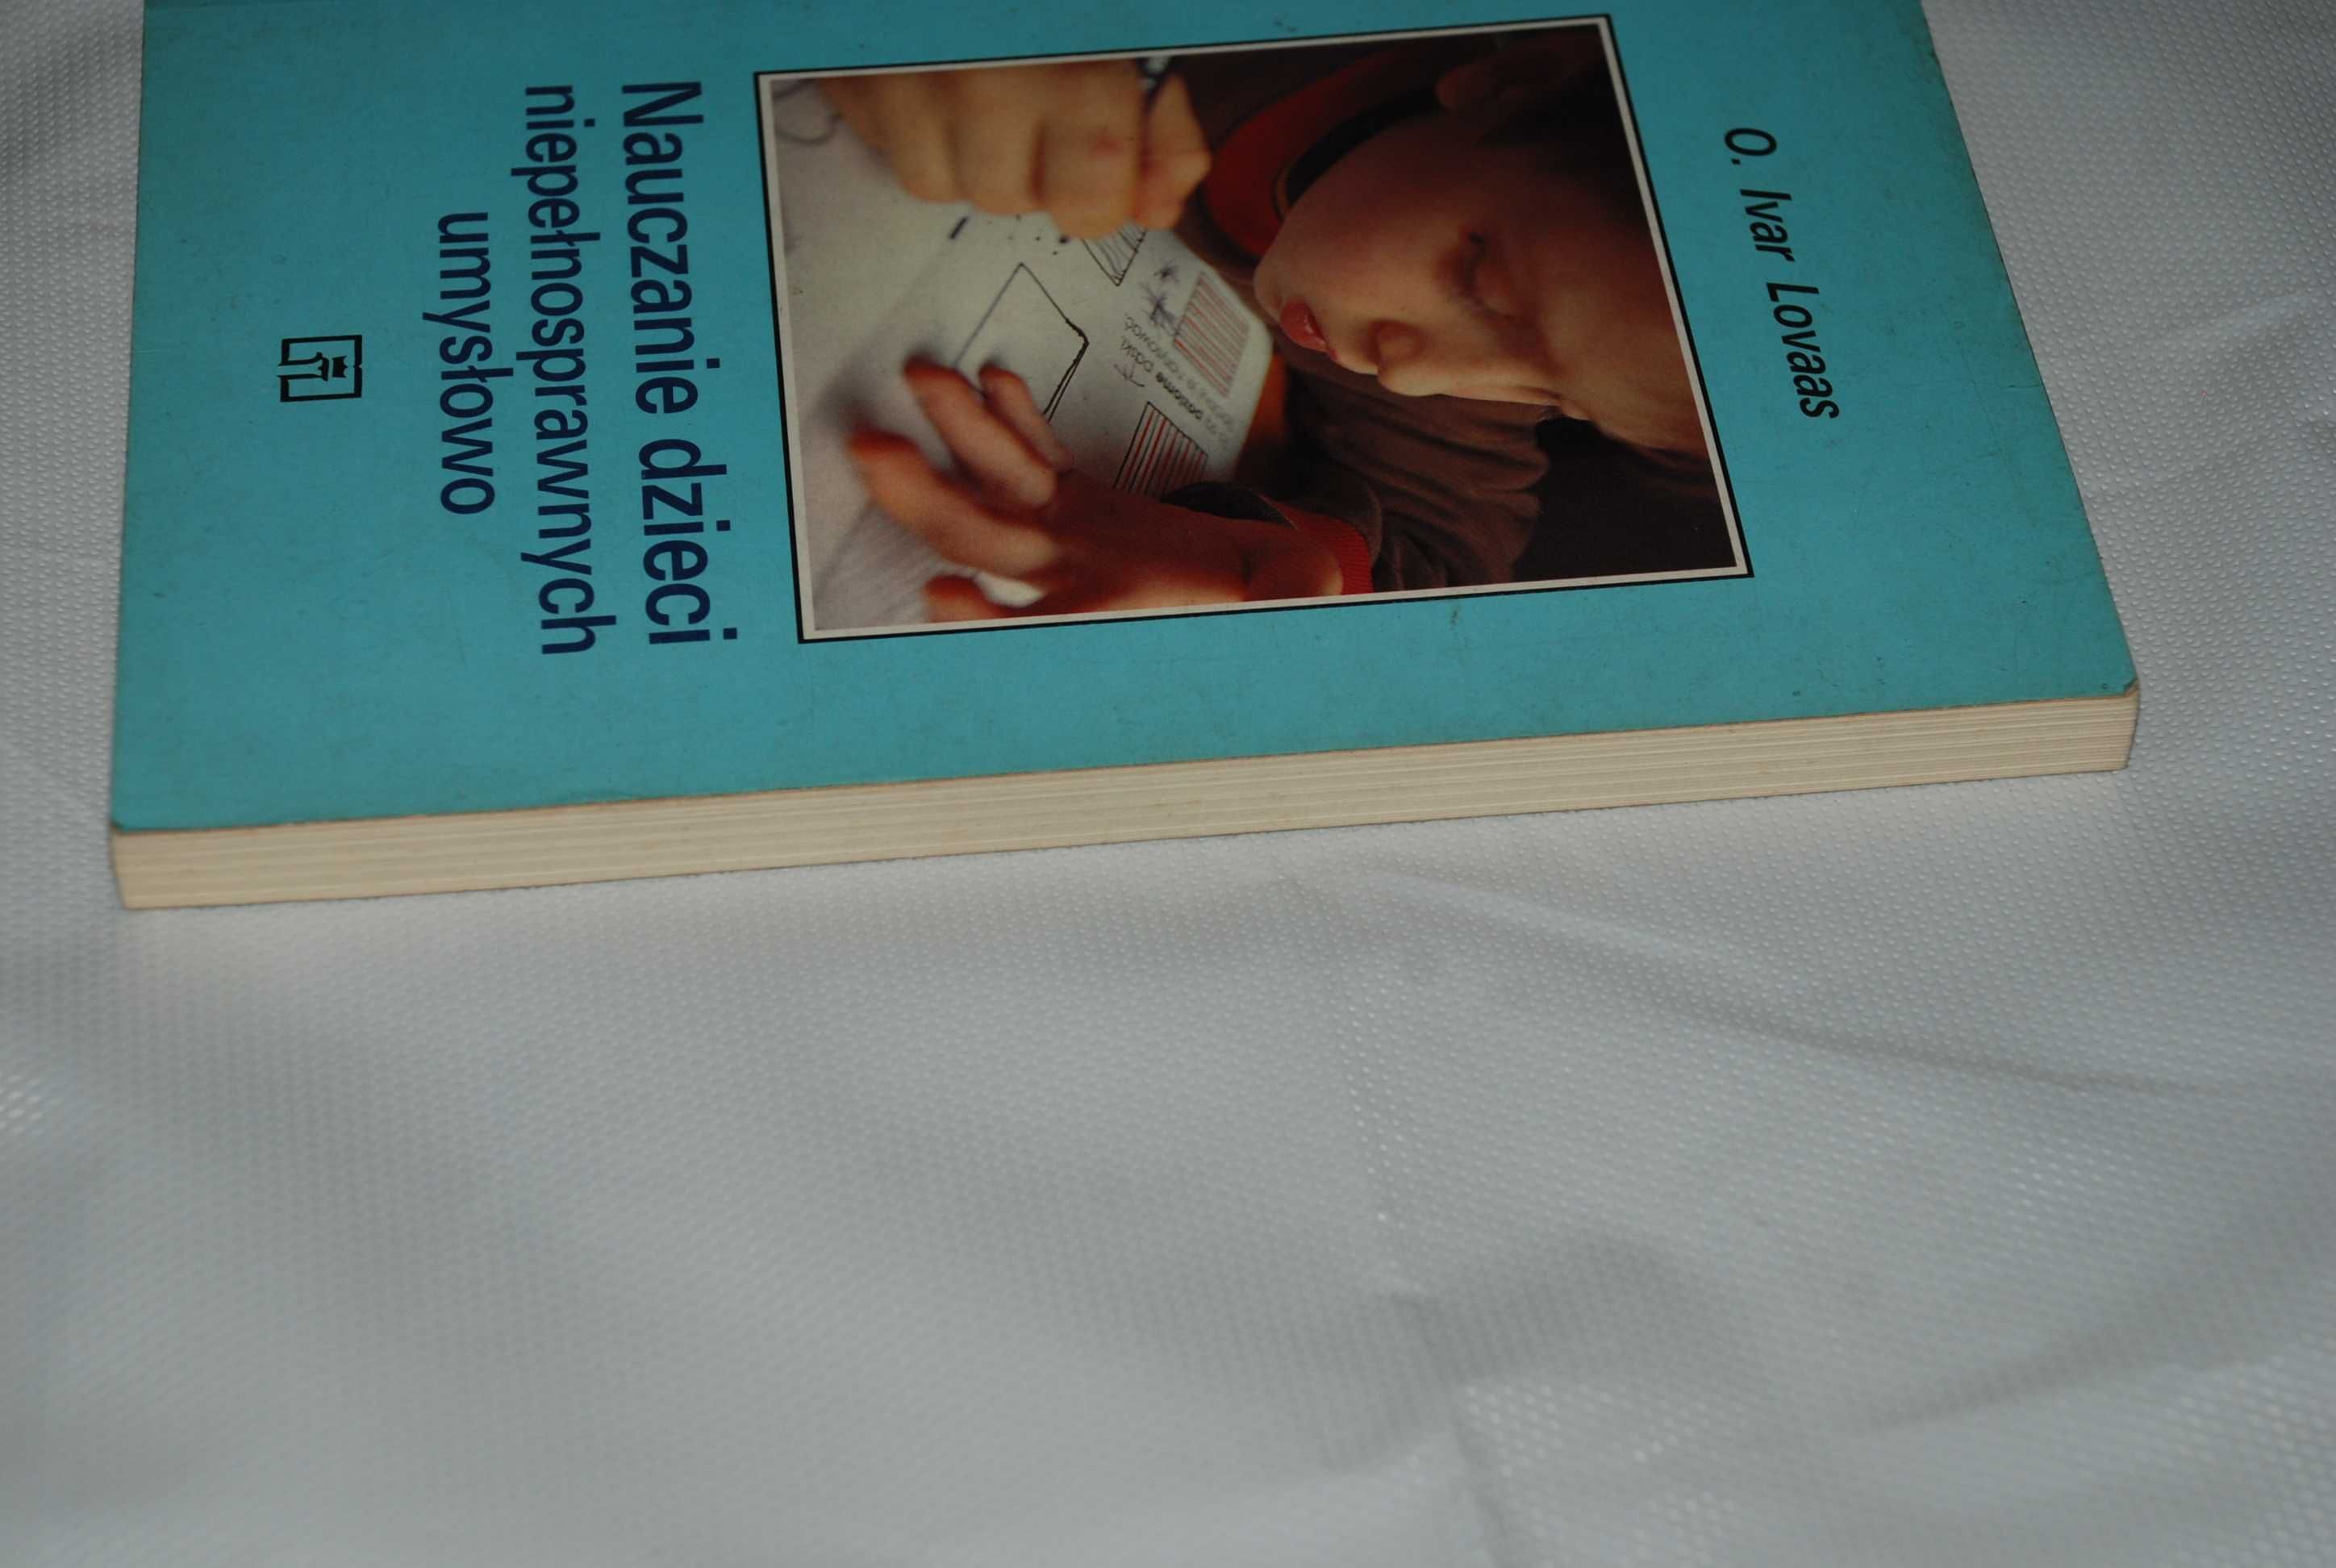 O. Ivar Lovaas
Nauczanie dzieci
niepełnosprawnych
umysłowo